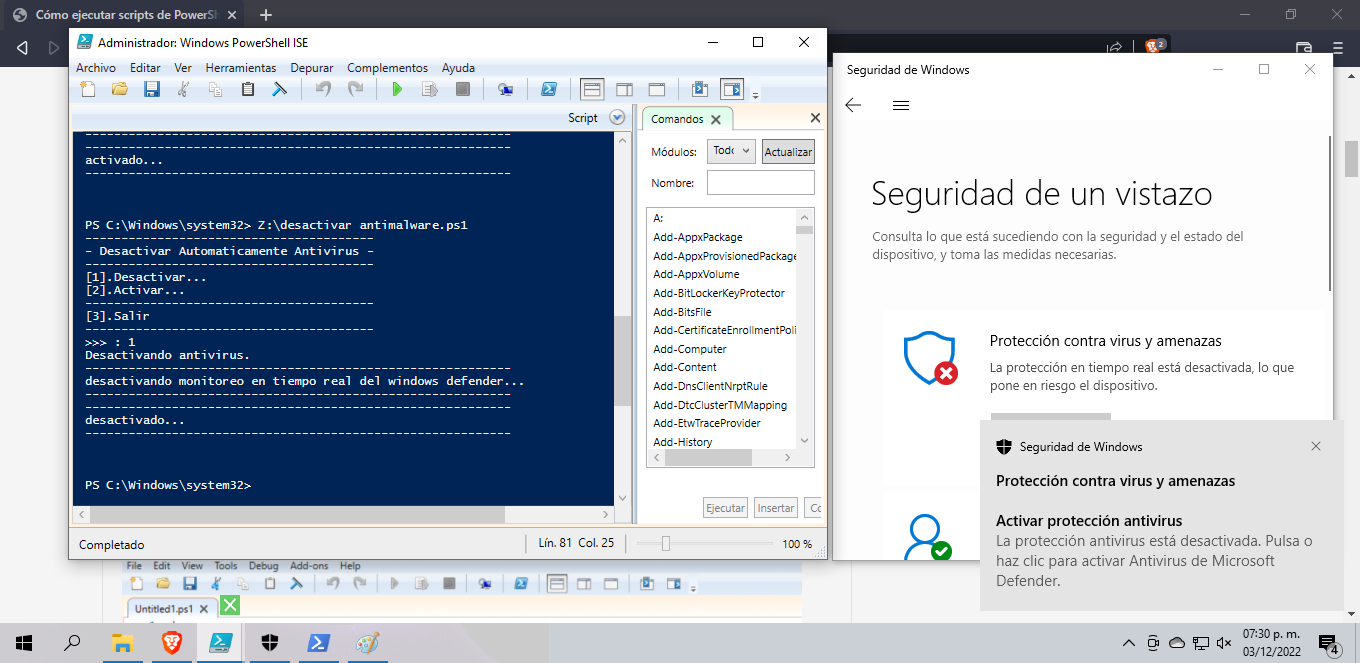 Cómo ejecutar scripts de PowerSh
Administrador: Windows PowerShell ISE
Archivo Editar Ver Herramientas Depurar Complementos Ayuda
Script
activado...
PS C:\Windows\system32> Z:\desactivar antimalware.ps1
----------------------------------------
- Desactivar Automaticamente Antivirus -
----------------------------------------
[1].Desactivar...
[2].Activar...
----------------------------------------
[3].Salir
----------------------------------------
>>> : 1
Desactivando antivirus.
desactivando monitoreo en tiempo real del windows defender...
desactivado...
PS C:\Windows\system32>
Completado
Lín. 81 Col. 25
100 %
Comandos
Módulos:
Actualizar
Nombre:
A:
Add-AppxPackage
Add-AppxProvisionedPackage
Add-AppxVolume
Add-BitLockerKeyProtector
Add-BitsFile
Add-CertificateEnrollmentPoli
Add-Computer
Add-Content
Add-DnsClientNrptRule
Add-DtcClusterTMMapping
Add-EtwTraceProvider
Add-History
Ejecutar Insertar Co
2
Seguridad de Windows
Seguridad de un vistazo
Consulta lo que está sucediendo con la seguridad y el estado del
dispositivo, y toma las medidas necesarias.
Protección contra virus y amenazas
La protección en tiempo real está desactivada, lo que
pone en riesgo el dispositivo.
Seguridad de Windows
Protección contra virus y amenazas
Activar protección antivirus
La protección antivirus está desactivada. Pulsa o
haz clic para activar Antivirus de Microsoft
Defender.
File Edit View Tools Debug Add-ons Help
Untitled1.ps1
07:30 p. m.
03/12/2022
4